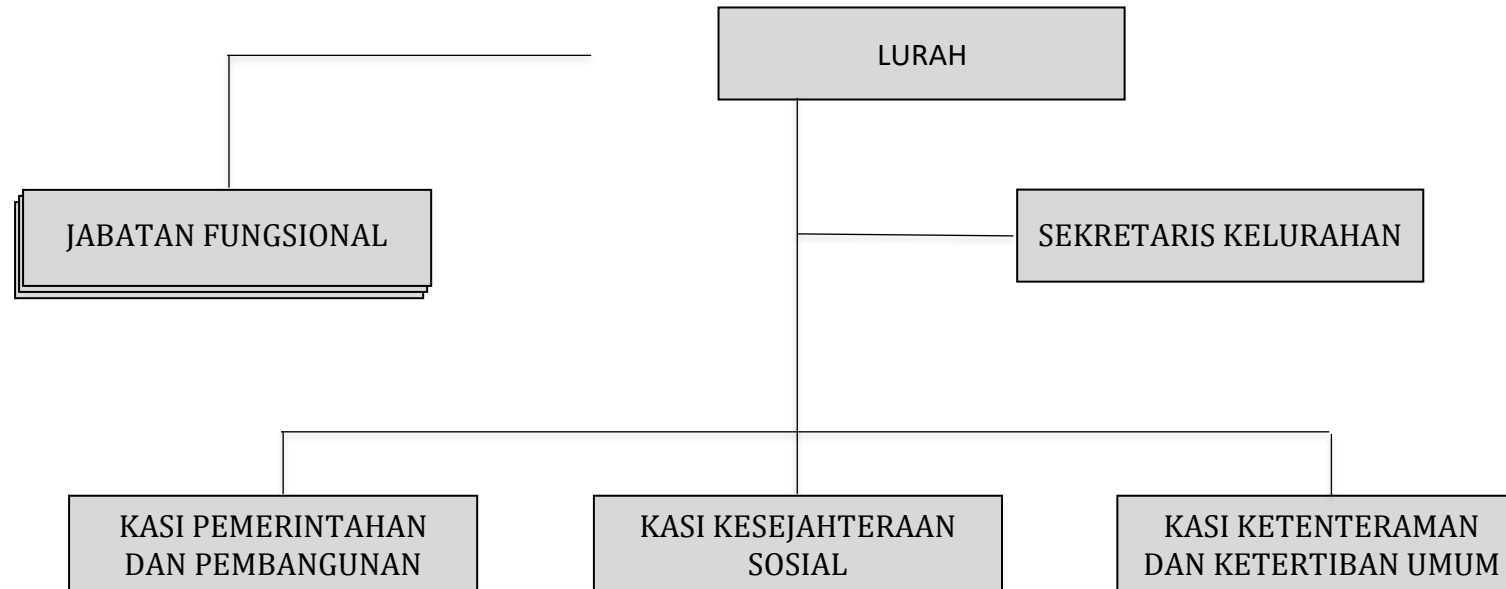 LURAH
JABATAN FUNGSIONAL
SEKRETARIS KELURAHAN
KASI PEMERINTAHAN
DAN PEMBANGUNAN
KASI KESEJAHTERAAN
SOSIAL
KASI KETENTERAMAN
DAN KETERTIBAN UMUM